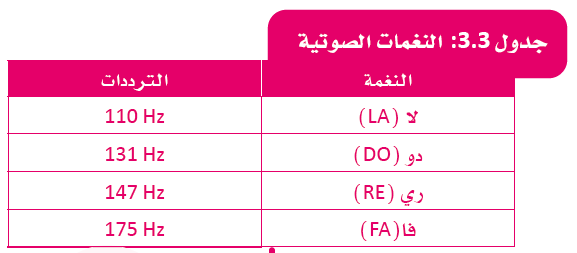 جدول 3.3: النغمات الصوتية
النغمة الترددات
لا (LA) 110 Hz
دو (DO) 131 Hz
ري (RE) 147 Hz
فا(FA) 175 Hz